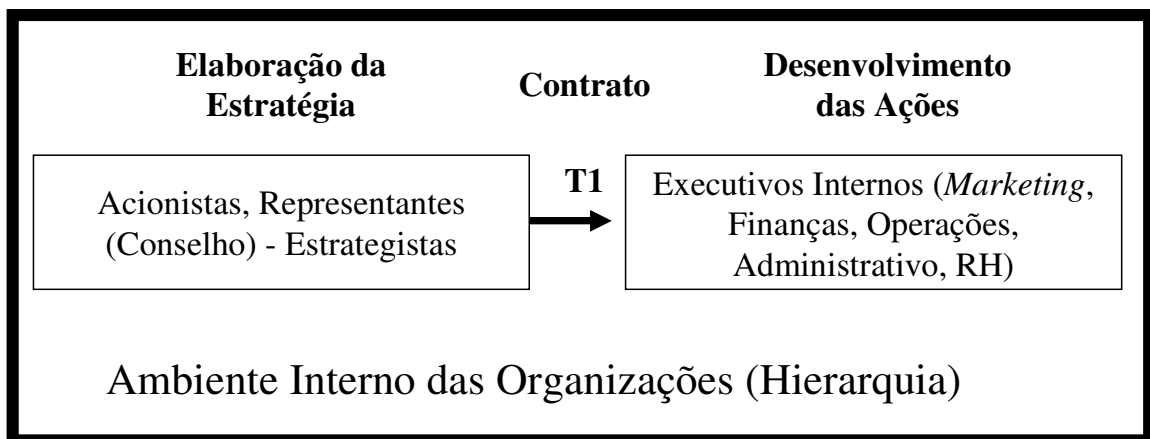 Elaboração da
Estratégia
Contrato
Desenvolvimento
das Ações
Acionistas, Representantes
(Conselho) - Estrategistas
T1
Executivos Internos (Marketing,
Finanças, Operações,
Administrativo, RH)
Ambiente Interno das Organizações (Hierarquia)